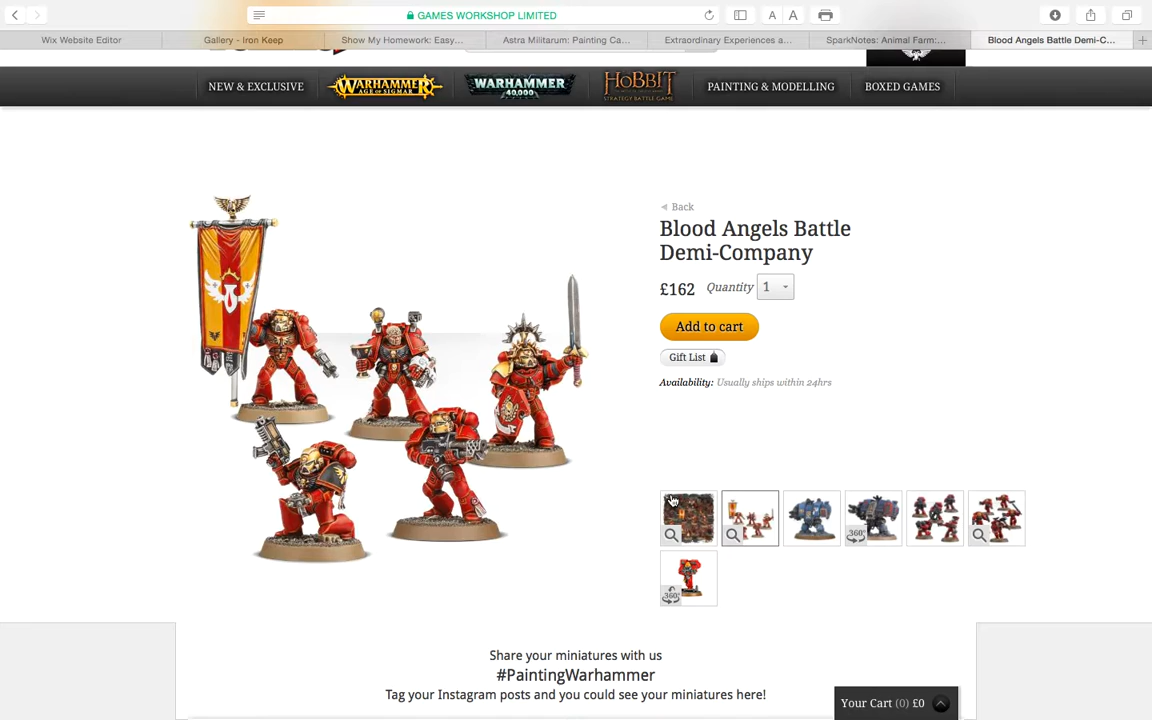 GAMES WORKSHOP LIMITED
A A
Wix Website Editor
Gallery - Iron Keep
Show My Homework: Easy...
Astra Militarum: Painting Ca...
Extraordinary Experiences a...
SparkNotes: Animal Farm:...
Blood Angels Battle Demi-C...
NEW & EXCLUSIVE
WARHAMMER
AGE OF SIGMAR
WARHAMMER
40,000
THE HOBBIT
STRATEGY BATTLE GAME
PAINTING & MODELLING
BOXED GAMES
Back
Blood Angels Battle
Demi-Company
£162 Quantity 1
Add to cart
Gift List
Availability: Usually ships within 24hrs
360°
360°
Share your miniatures with us
#PaintingWarhammer
Tag your Instagram posts and you could see your miniatures here!
Your Cart (0) £0